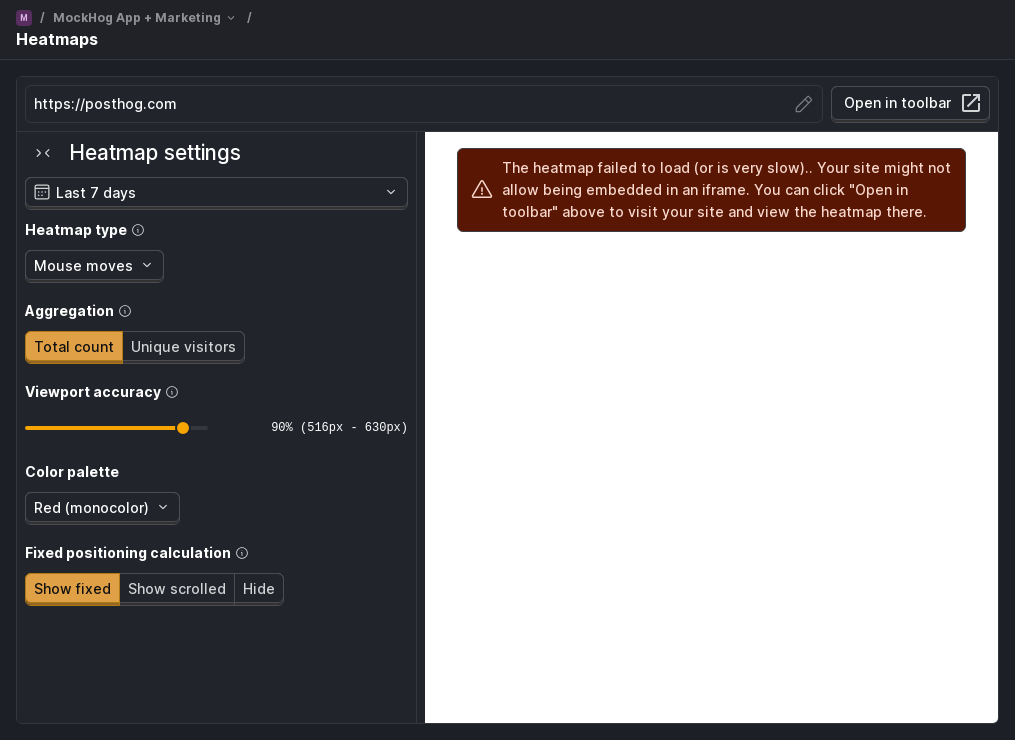 M / MockHog App + Marketing /
Heatmaps
https://posthog.com
Open in toolbar
Heatmap settings
Last 7 days
Heatmap type
Mouse moves
Aggregation
Total count Unique visitors
Viewport accuracy
90% (516px - 630px)
Color palette
Red (monocolor)
Fixed positioning calculation
Show fixed Show scrolled Hide
The heatmap failed to load (or is very slow).. Your site might not
allow being embedded in an iframe. You can click "Open in
toolbar" above to visit your site and view the heatmap there.